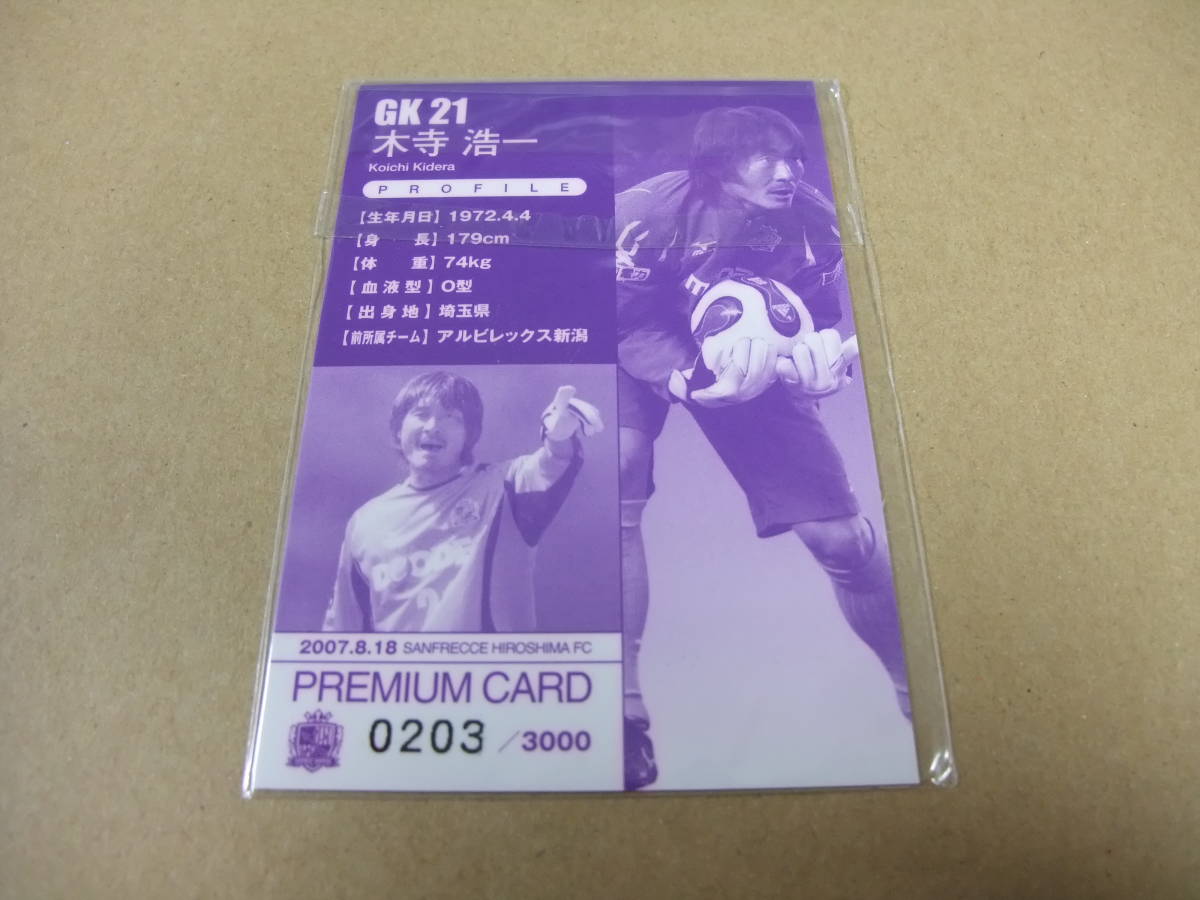 GK 21
木寺 浩一
Koichi Kidera
PROFILE
【生年月日】1972.4.4
【身 長】179cm
【体 重】74kg
【血液型】O型
【出身地】埼玉県
【前所属チーム】アルビレックス新潟
2007.8.18 SANFRECCE HIROSHIMA FC
PREMIUM CARD
0203 /3000